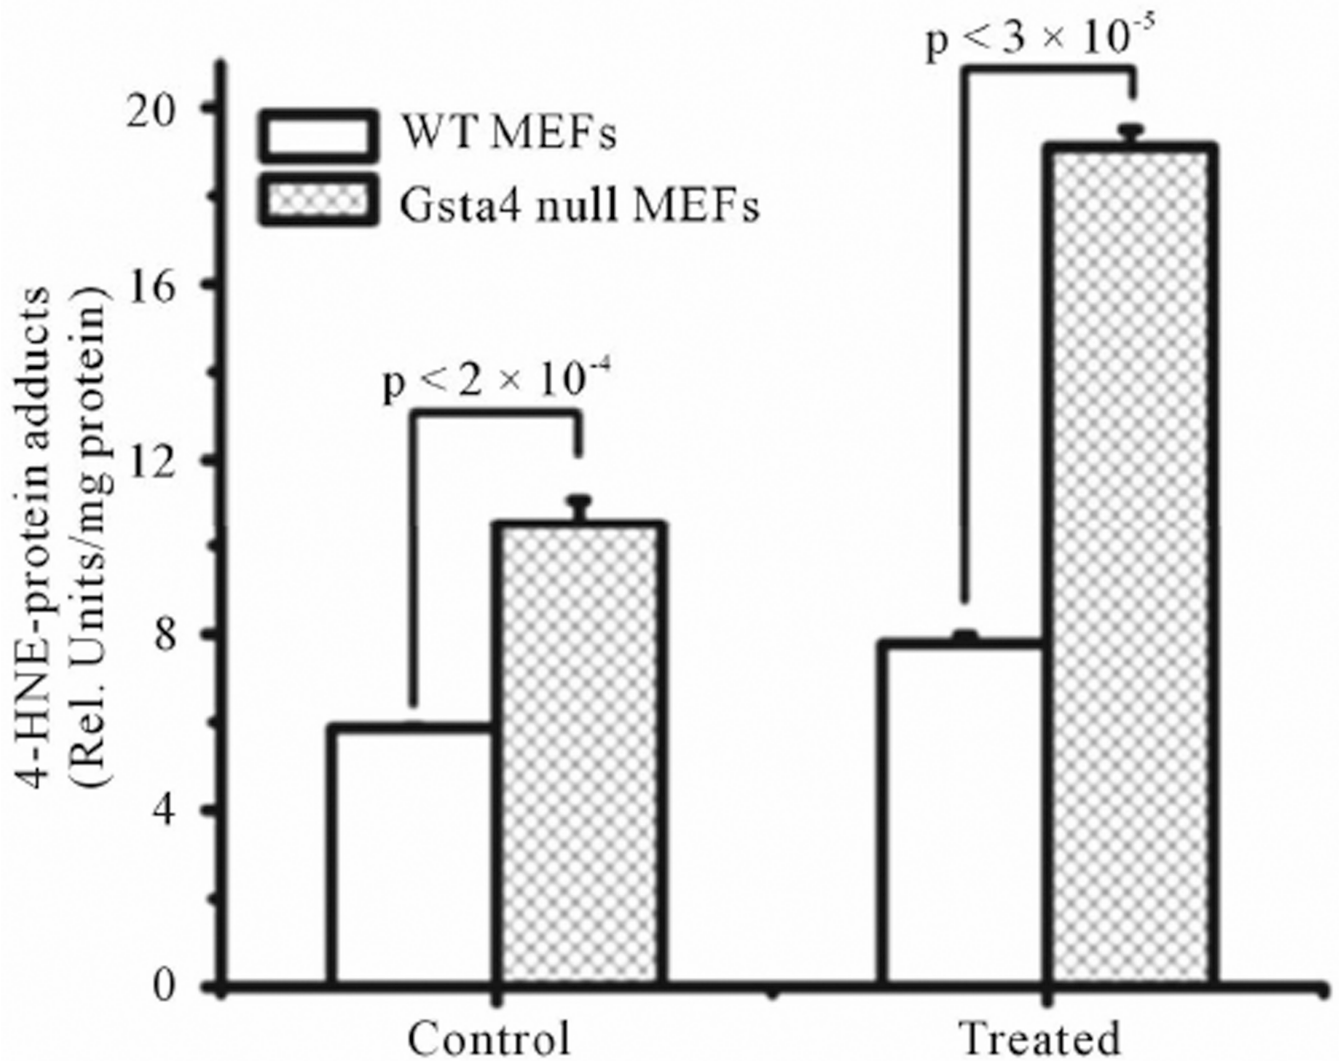 p < 3 × 10⁻⁵
20
WT MEFs
Gsta4 null MEFs
16
p < 2 × 10⁻⁴
12
8
4
0
4-HNE-protein adducts
(Rel. Units/mg protein)
Control
Treated